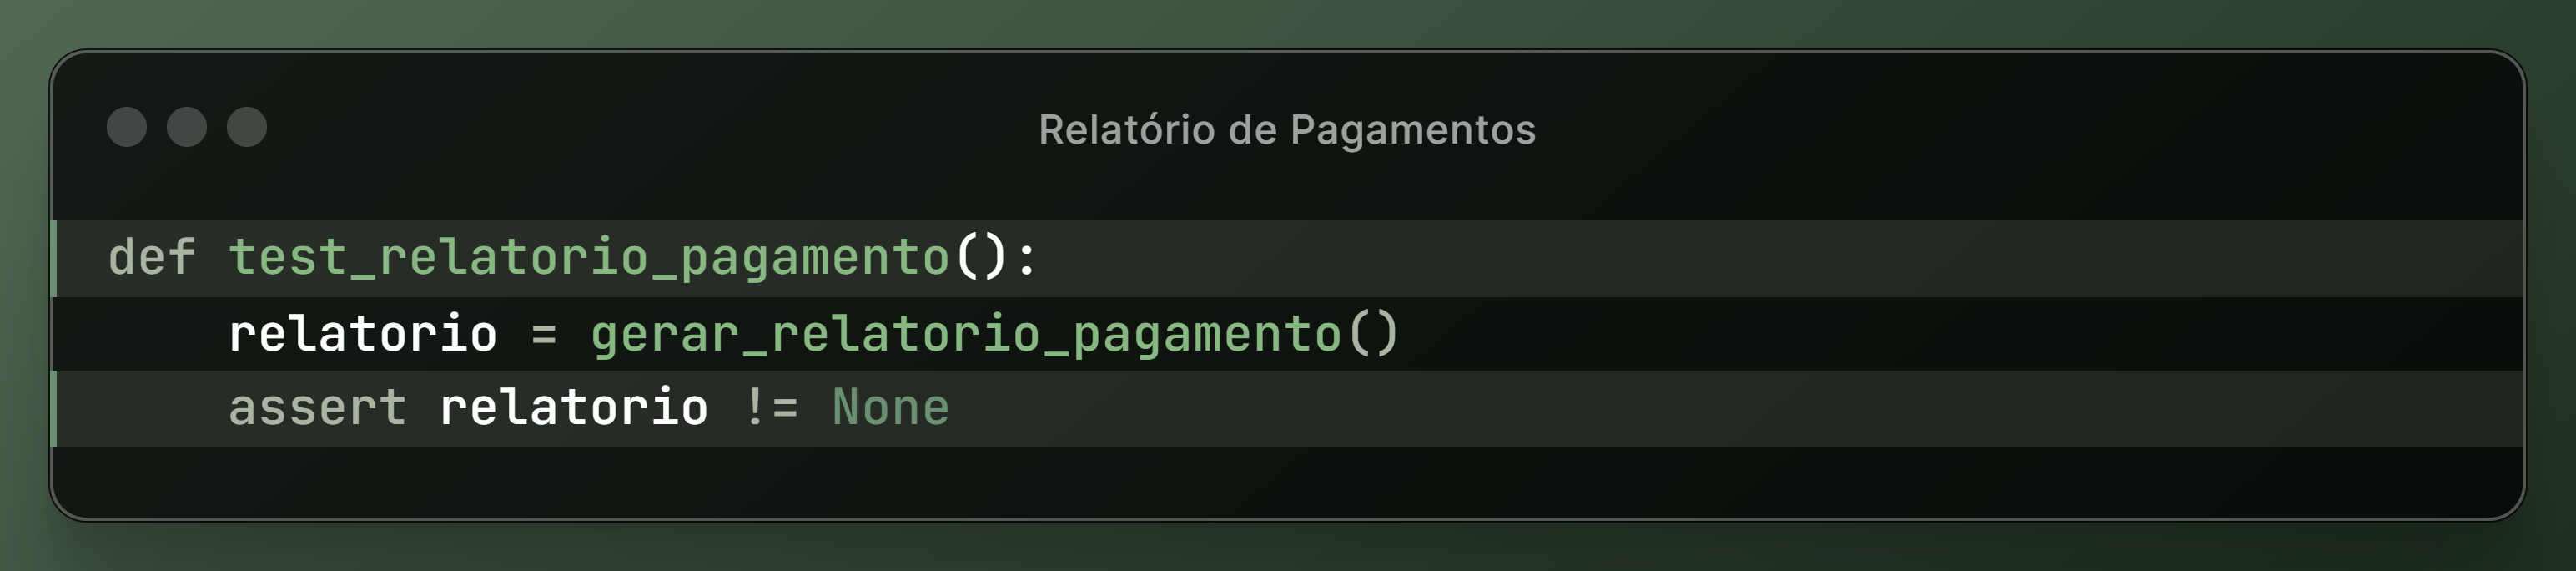 Relatório de Pagamentos
def test_relatorio_pagamento():
    relatorio = gerar_relatorio_pagamento()
    assert relatorio != None